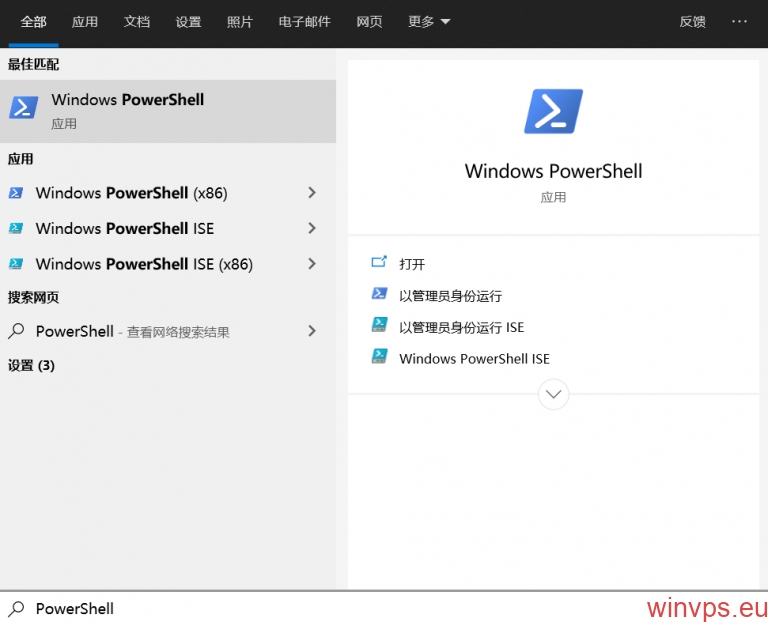 全部 应用 文档 设置 照片 电子邮件 网页 更多 反馈 ···
最佳匹配
Windows PowerShell
应用
应用
Windows PowerShell (x86)
Windows PowerShell ISE
Windows PowerShell ISE (x86)
搜索网页
PowerShell - 查看网络搜索结果
设置 (3)
Windows PowerShell
应用
打开
以管理员身份运行
以管理员身份运行 ISE
Windows PowerShell ISE
PowerShell
winvps.eu